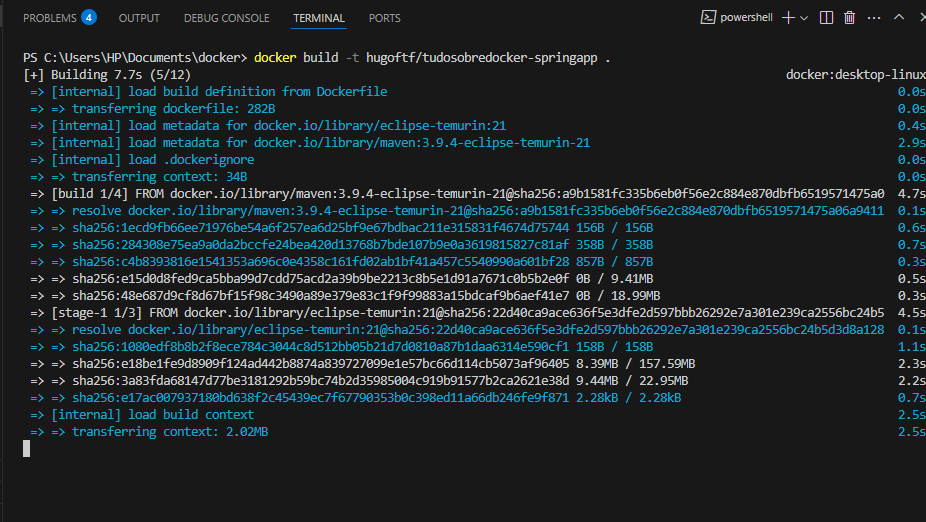 PROBLEMS 4 OUTPUT DEBUG CONSOLE TERMINAL PORTS powershell
PS C:\Users\HP\Documents\docker> docker build -t hugoftf/tudosobredocker-springapp .
[+] Building 7.7s (5/12) docker:desktop-linux
=> [internal] load build definition from Dockerfile 0.0s
=> => transferring dockerfile: 282B 0.0s
=> [internal] load metadata for docker.io/library/eclipse-temurin:21 0.4s
=> [internal] load metadata for docker.io/library/maven:3.9.4-eclipse-temurin-21 2.9s
=> [internal] load .dockerignore 0.0s
=> => transferring context: 34B 0.0s
=> [build 1/4] FROM docker.io/library/maven:3.9.4-eclipse-temurin-21@sha256:a9b1581fc335b6eb0f56e2c884e870dbfb6519571475a0 4.7s
=> => resolve docker.io/library/maven:3.9.4-eclipse-temurin-21@sha256:a9b1581fc335b6eb0f56e2c884e870dbfb6519571475a06a9411 0.1s
=> => sha256:1ecd9fb66ee71976be54a6f257ea6d25bf9e67bdbac211e315831f4674d75744 156B / 156B 0.6s
=> => sha256:284308e75ea9a0da2bccfe24bea420d13768b7bde107b9e0a3619815827c81af 358B / 358B 0.7s
=> => sha256:c4b8393816e1541353a696c0e4358c161fd02ab1bf41a457c5540990a601bf28 857B / 857B 0.3s
=> => sha256:e15d0d8fed9ca5bba99d7cdd75acd2a39b9be2213c8b5e1d91a7671c0b5b2e0f 0B / 9.41MB 0.5s
=> => sha256:48e687d9cf8d67bf15f98c3490a89e379e83c1f9f99883a15bdcaf9b6aef41e7 0B / 18.99MB 0.3s
=> [stage-1 1/3] FROM docker.io/library/eclipse-temurin:21@sha256:22d40ca9ace636f5e3dfe2d597bbb26292e7a301e239ca2556bc24b5 4.5s
=> => resolve docker.io/library/eclipse-temurin:21@sha256:22d40ca9ace636f5e3dfe2d597bbb26292e7a301e239ca2556bc24b5d3d8a128 0.1s
=> => sha256:1080edf8b8b2f8ece784c3044c8d512bb05b21d7d0810a87b1daa6314e590cf1 158B / 158B 1.1s
=> => sha256:e18be1fe9d8909f124ad442b8874a839727099e1e57bc66d114cb5073af96405 8.39MB / 157.59MB 2.3s
=> => sha256:3a83fda68147d77be3181292b59bc74b2d35985004c919b91577b2ca2621e38d 9.44MB / 22.95MB 2.2s
=> => sha256:e17ac007937180bd638f2c45439ec7f67790353b0c398ed11a66db246fe9f871 2.28kB / 2.28kB 0.7s
=> [internal] load build context 2.5s
=> => transferring context: 2.02MB 2.5s